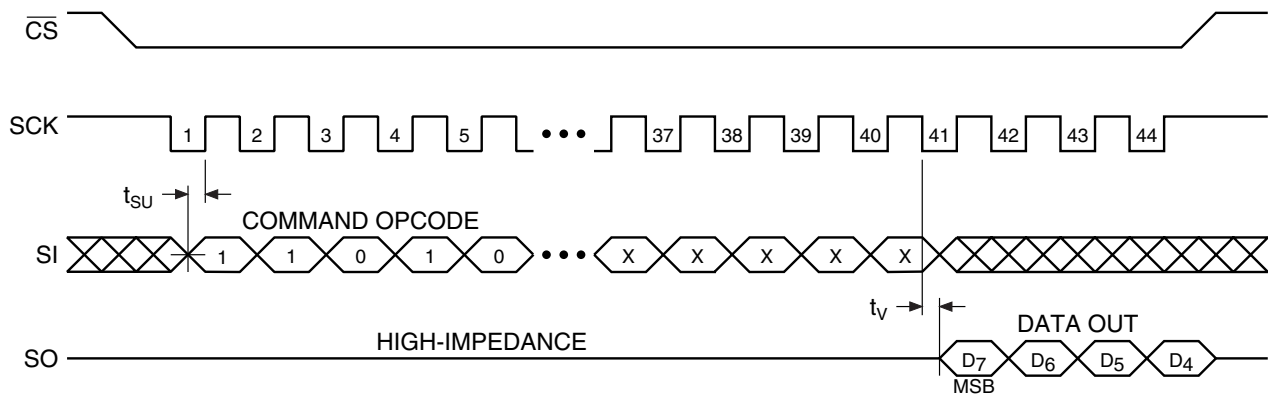 CS
SCK 1 2 3 4 5 ••• 37 38 39 40 41 42 43 44
tSU
COMMAND OPCODE
SI 1 1 0 1 0 ••• X X X X X
tV
DATA OUT
HIGH-IMPEDANCE
SO D7 D6 D5 D4
MSB